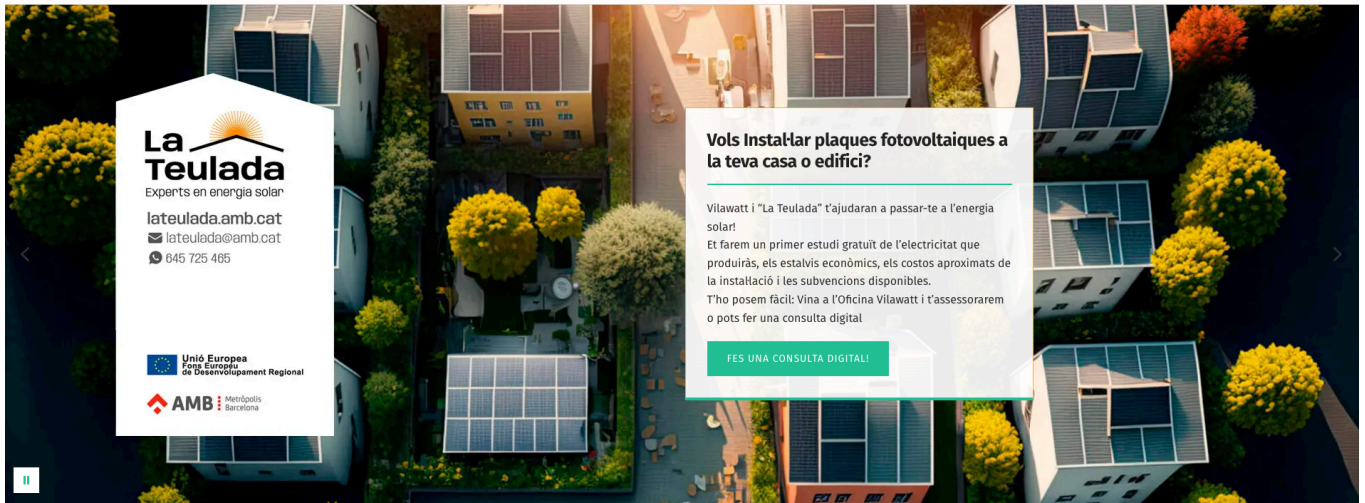 La
Teulada
Experts en energia solar
lateulada.amb.cat
lateulada@amb.cat
645 725 465
Unió Europea
Fons Europeu
de Desenvolupament Regional
AMB Metròpolis
Barcelona
Vols Instal·lar plaques fotovoltaiques a
la teva casa o edifici?
Vilawatt i “La Teulada” t’ajudaran a passar-te a l’energia
solar!
Et farem un primer estudi gratuït de l’electricitat que
produiràs, els estalvis econòmics, els costos aproximats de
la instal·lació i les subvencions disponibles.
T’ho posem fàcil: Vina a l’Oficina Vilawatt i t’assessorarem
o pots fer una consulta digital
FES UNA CONSULTA DIGITAL!